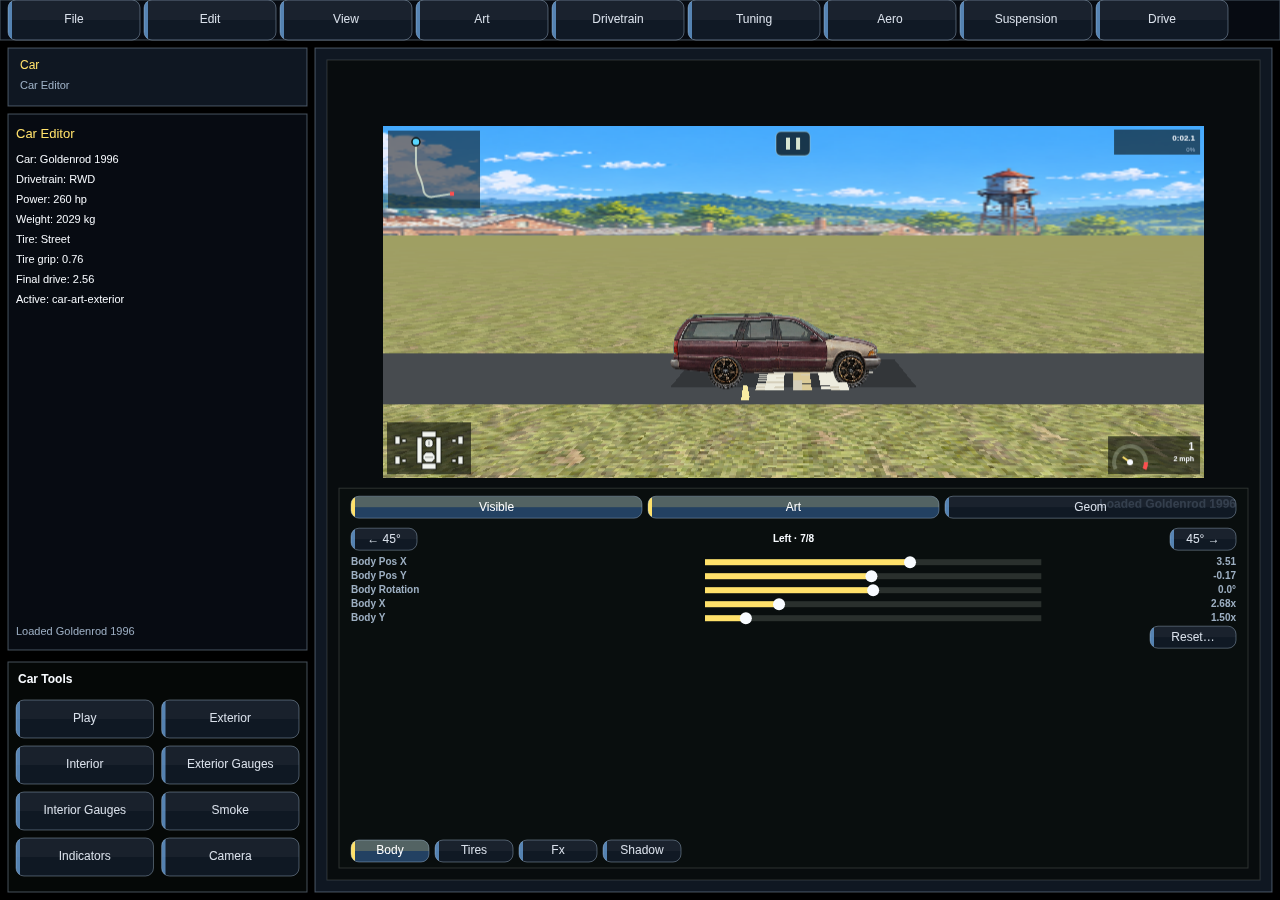 File Edit View Art Drivetrain Tuning Aero Suspension Drive
Car
Car Editor
Car Editor
Car: Goldenrod 1996
Drivetrain: RWD
Power: 260 hp
Weight: 2029 kg
Tire: Street
Tire grip: 0.76
Final drive: 2.56
Active: car-art-exterior
Loaded Goldenrod 1996
Car Tools
Play Exterior
Interior Exterior Gauges
Interior Gauges Smoke
Indicators Camera
0:02.1
0%
1
2 mph
Visible Art Geom
Loaded Goldenrod 1996
← 45° Left · 7/8 45° →
Body Pos X 3.51
Body Pos Y -0.17
Body Rotation 0.0°
Body X 2.68x
Body Y 1.50x
Reset…
Body Tires Fx Shadow